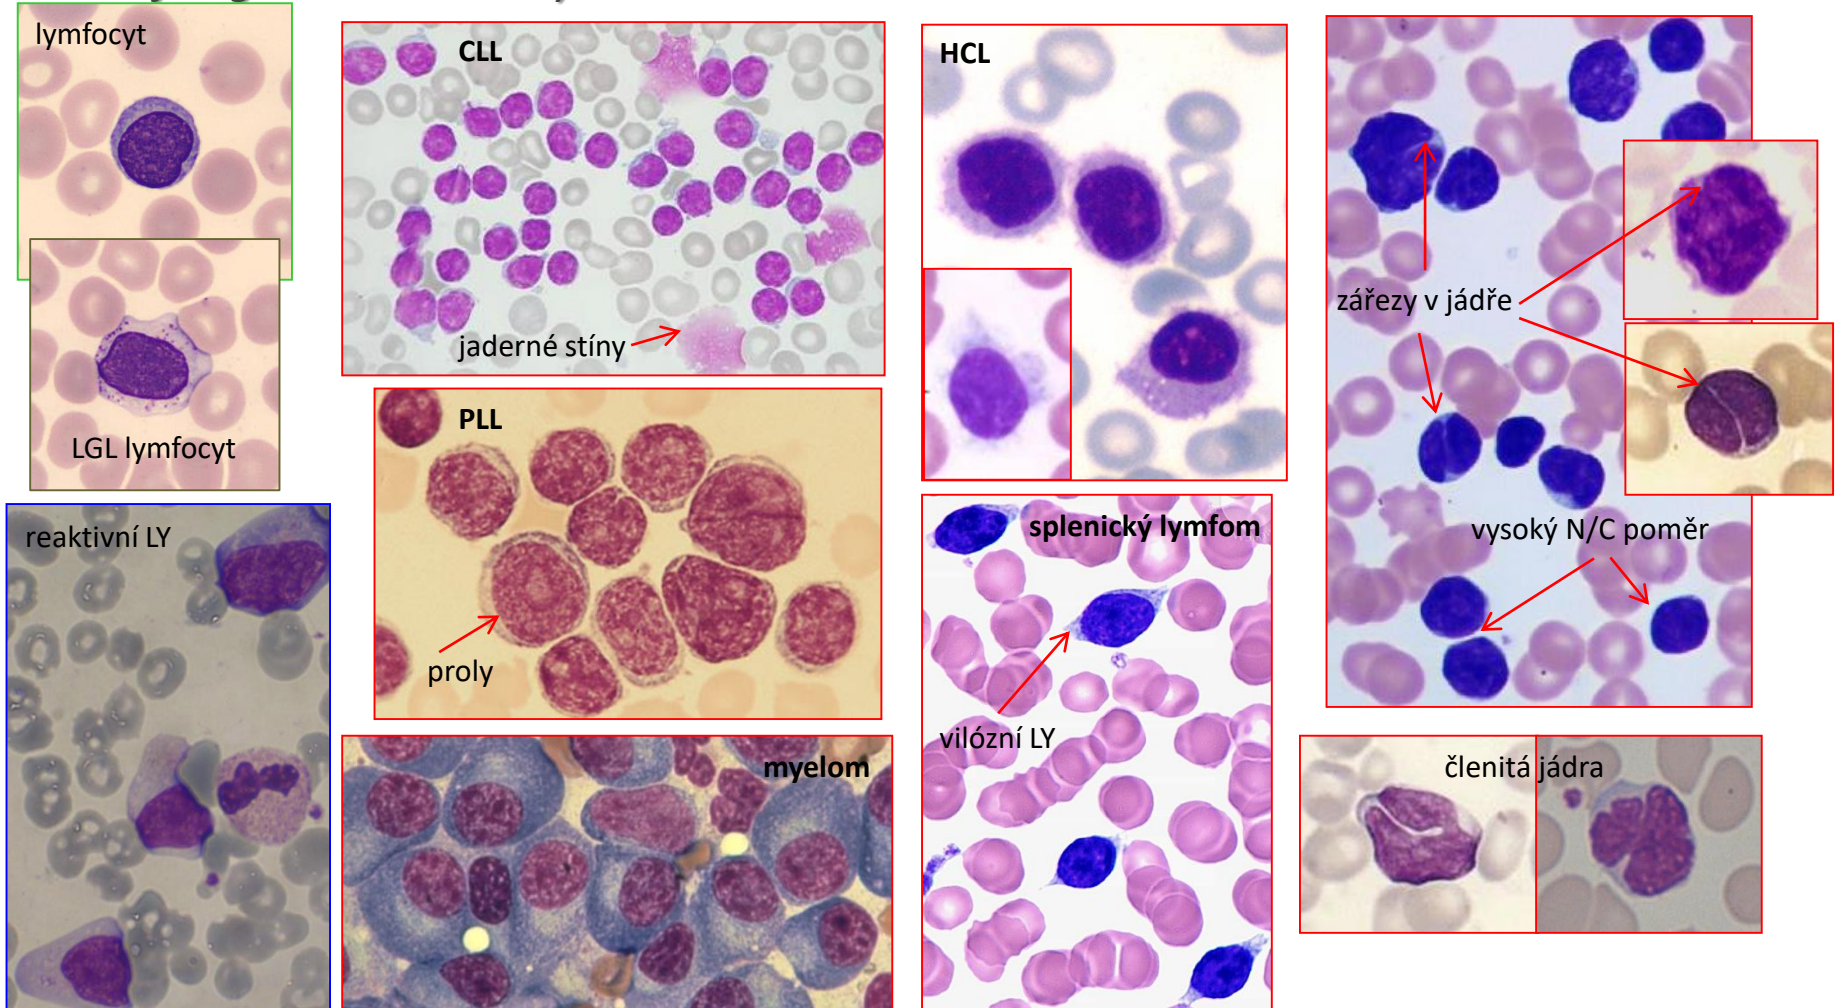 lymfocyt
LGL lymfocyt
reaktivní LY
CLL
jaderné stíny
PLL
proly
myelom
HCL
splenický lymfom
vilózní LY
zářezy v jádře
vysoký N/C poměr
členitá jádra